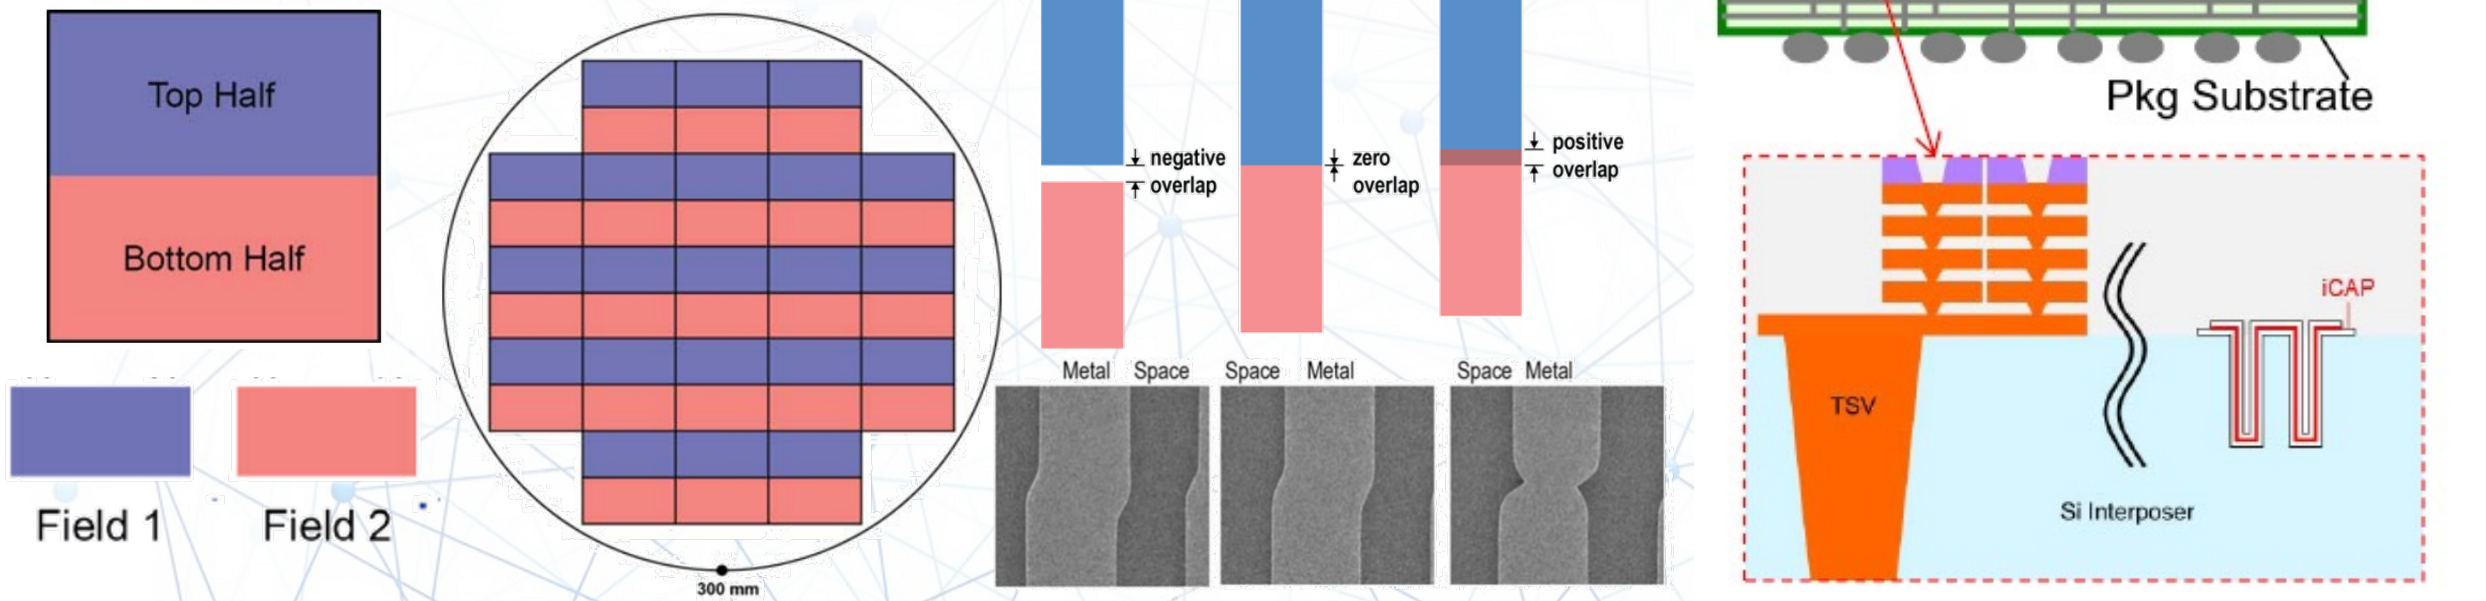 Top Half
Bottom Half
Field 1
Field 2
300 mm
negative
overlap
zero
overlap
positive
overlap
Metal Space
Space Metal
Space Metal
Pkg Substrate
iCAP
TSV
Si Interposer